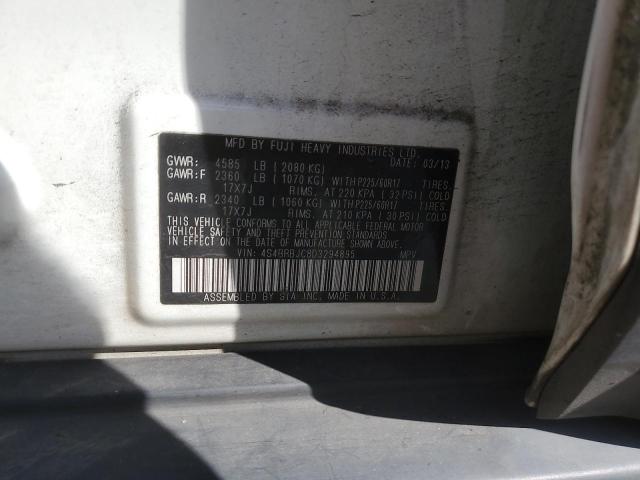 MFD BY FUJI HEAVY INDUSTRIES LTD.
GVWR: 4585 LB (2080 KG) DATE: 03/13
GAWR:F 2360 LB (1070 KG) WITH P225/60R17 TIRES.
17X7J RIMS. AT 220 KPA (32 PSI) COLD
GAWR:R 2340 LB (1060 KG) WITH P225/60R17 TIRES.
17X7J RIMS. AT 210 KPA (30 PSI) COLD
THIS VEHICLE CONFORMS TO ALL APPLICABLE FEDERAL MOTOR
VEHICLE SAFETY AND THEFT PREVENTION STANDARDS
IN EFFECT ON THE DATE OF MANUFACTURE SHOWN ABOVE.
VIN: 4S4BRBJC8D3294895 MPV
ASSEMBLED BY SIA INC. MADE IN U.S.A.